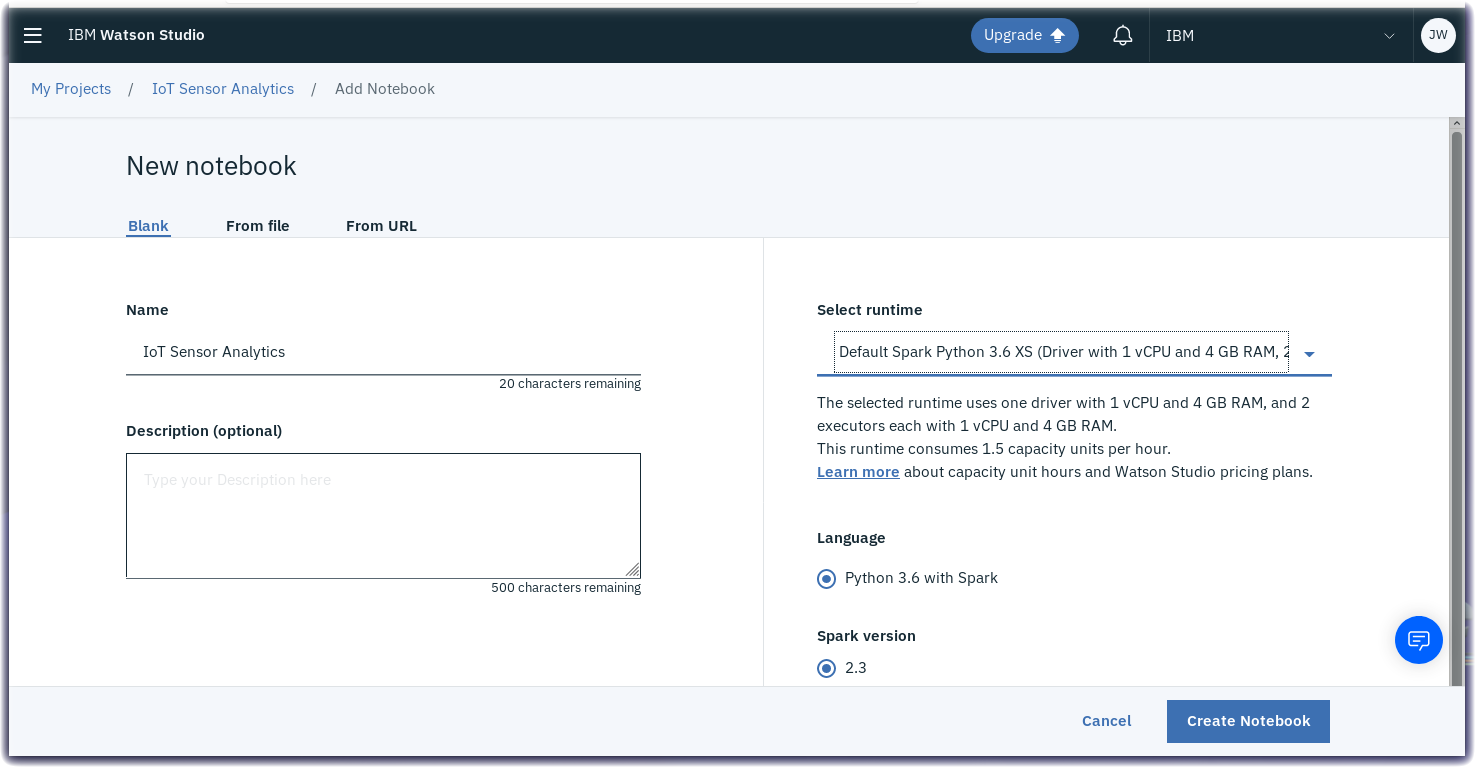 IBM Watson Studio
Upgrade
IBM
JW
My Projects / IoT Sensor Analytics / Add Notebook
New notebook
Blank
From file
From URL
Name
IoT Sensor Analytics
20 characters remaining
Description (optional)
Type your Description here
500 characters remaining
Select runtime
Default Spark Python 3.6 XS (Driver with 1 vCPU and 4 GB RAM, 2
The selected runtime uses one driver with 1 vCPU and 4 GB RAM, and 2
executors each with 1 vCPU and 4 GB RAM.
This runtime consumes 1.5 capacity units per hour.
Learn more about capacity unit hours and Watson Studio pricing plans.
Language
Python 3.6 with Spark
Spark version
2.3
Cancel
Create Notebook